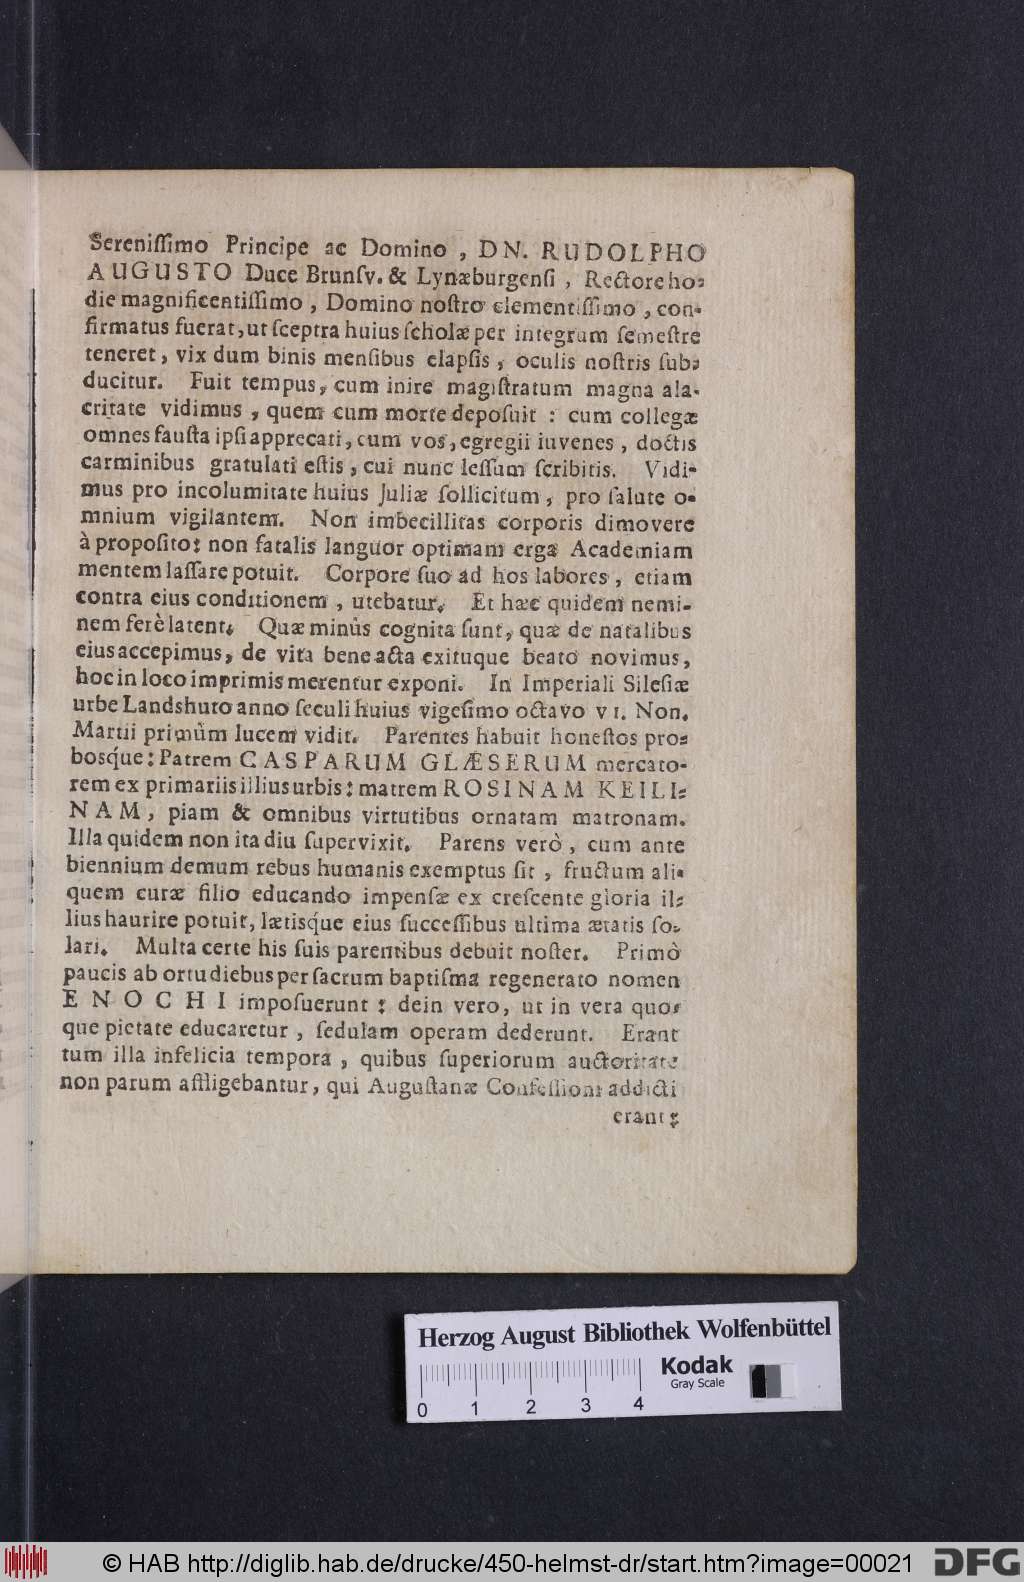 Sereniſſimo Principe ac Domino, DN. RUDOLPHO
AUGUSTO Duce Brunſv. & Lynæburgenſi, Rectore ho-
die magnificentiſſimo, Domino noſtro clementiſſimo, con-
firmatus fuerat, ut ſceptra huius ſcholæ per integrum ſemeſtre
teneret, vix dum binis menſibus elapſis, oculis noſtris ſub-
ducitur. Fuit tempus, cum inire magiſtratum magna ala-
critate vidimus, quem cum morte depoſuit: cum collegæ
omnes fauſta ipſi apprecati, cum vos, egregii iuvenes, doctis
carminibus gratulati eſtis, cui nunc leſſum ſcribitis. Vidi-
mus pro incolumitate huius Juliæ ſollicitum, pro ſalute o-
mnium vigilantem. Non imbecillitas corporis dimovere
à propoſito: non fatalis languor optimam erga Academiam
mentem laſſare potuit. Corpore ſuo ad hos labores, etiam
contra eius conditionem, utebatur. Et hæc quidem nemi-
nem ferè latent. Quæ minùs cognita ſunt, quæ de natalibus
eius accepimus, de vita bene acta exituque beato novimus,
hoc in loco imprimis merentur exponi. In Imperiali Sileſiæ
urbe Landshuto anno ſeculi huius vigeſimo octavo VI. Non.
Martii primùm lucem vidit. Parentes habuit honeſtos pro-
bosq́ue: Patrem CASPARUM GLÆSERUM mercato-
rem ex primariis illius urbis: matrem ROSINAM KEILI-
NAM, piam & omnibus virtutibus ornatam matronam.
Illa quidem non ita diu ſupervixit. Parens verò, cum ante
biennium demum rebus humanis exemptus ſit, fructum ali-
quem curæ filio educando impenſæ ex creſcente gloria il-
lius haurire potuit, lætisq́ue eius ſucceſſibus ultima ætatis ſo-
lari. Multa certe his ſuis parentibus debuit noſter. Primò
paucis ab ortu diebus per ſacrum baptiſma regenerato nomen
ENOCHI impoſuerunt: dein vero, ut in vera quo-
que pietate educaretur, ſedulam operam dederunt. Erant
tum illa infelicia tempora, quibus ſuperiorum auctoritate
non parum affligebantur, qui Auguſtanæ Confeſſioni addicti
erant:
Herzog August Bibliothek Wolfenbüttel
Kodak
Gray Scale
0 1 2 3 4
© HAB http://diglib.hab.de/drucke/450-helmst-dr/start.htm?image=00021
DFG